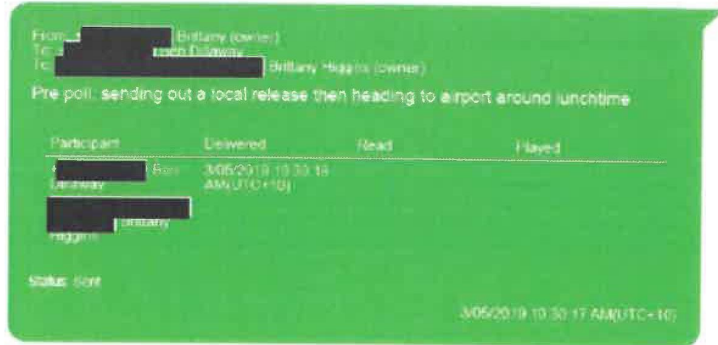 From: Brittany (owner)
To: Ben Dillaway
To: Brittany Higgins (owner)
Pre poll, sending out a local release then heading to airport around lunchtime
Participant Delivered Read Played
Ben 3/05/2019 10:30:18
Dillaway AM(UTC+10)
Brittany
Higgins
Status: Sent
3/05/2019 10:30:17 AM(UTC+10)